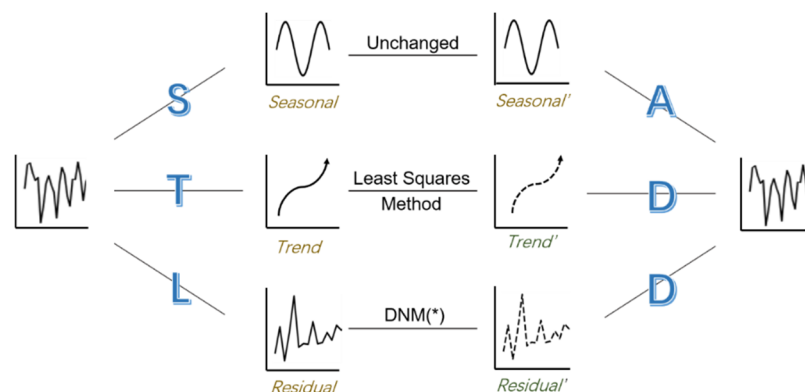 Unchanged
Seasonal
Seasonal'
S
A
T
Least Squares
Method
D
Trend
Trend'
L
D
DNM(*)
Residual
Residual'